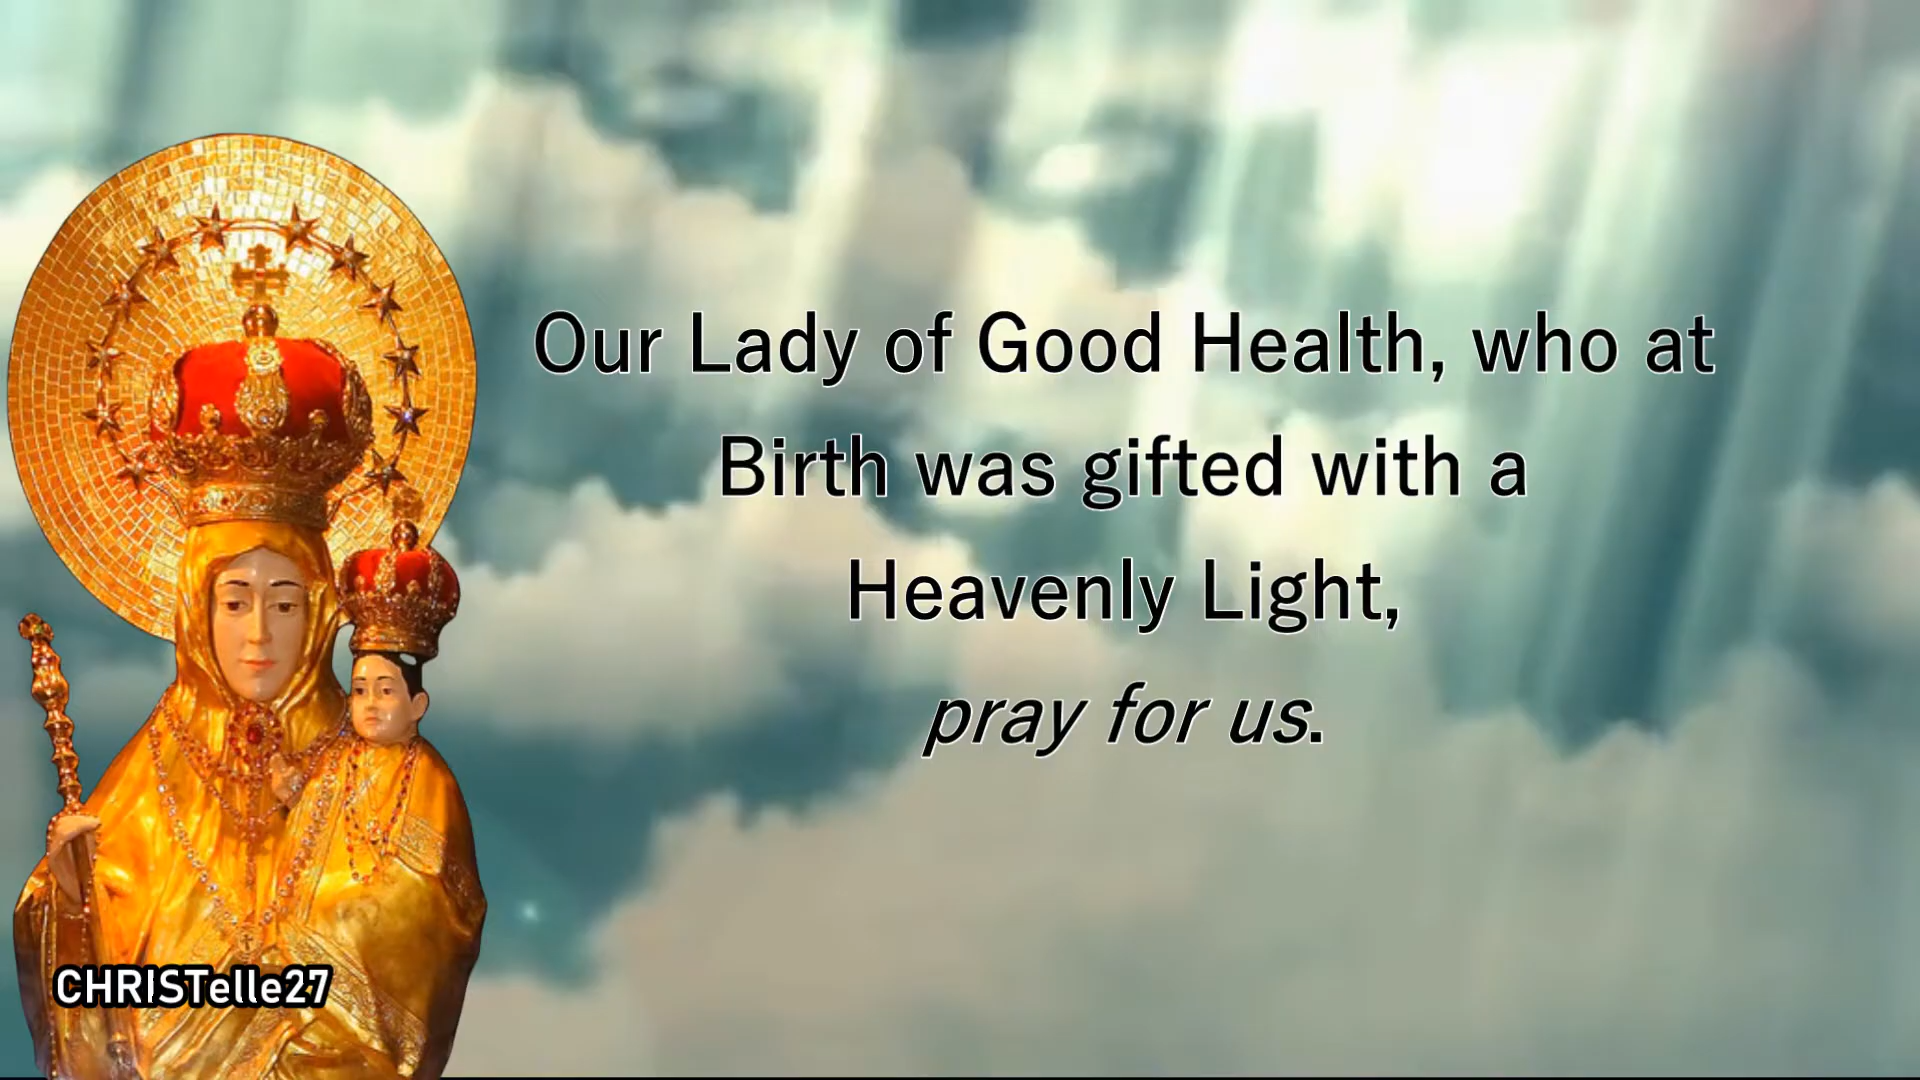 Our Lady of Good Health, who at
Birth was gifted with a
Heavenly Light,
pray for us.
CHRISTelle27